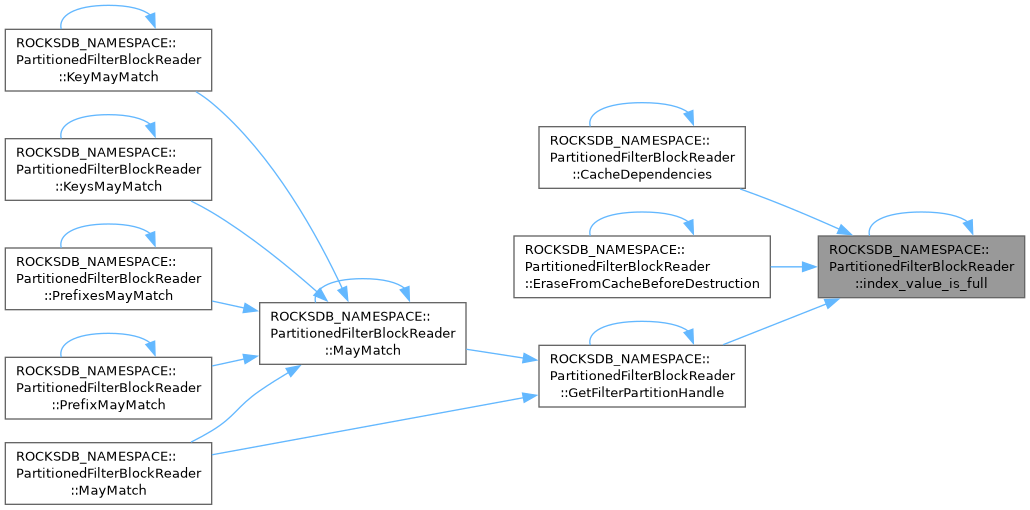 ROCKSDB_NAMESPACE::
PartitionedFilterBlockReader
::KeyMayMatch
ROCKSDB_NAMESPACE::
PartitionedFilterBlockReader
::KeysMayMatch
ROCKSDB_NAMESPACE::
PartitionedFilterBlockReader
::PrefixesMayMatch
ROCKSDB_NAMESPACE::
PartitionedFilterBlockReader
::PrefixMayMatch
ROCKSDB_NAMESPACE::
PartitionedFilterBlockReader
::MayMatch
ROCKSDB_NAMESPACE::
PartitionedFilterBlockReader
::MayMatch
ROCKSDB_NAMESPACE::
PartitionedFilterBlockReader
::CacheDependencies
ROCKSDB_NAMESPACE::
PartitionedFilterBlockReader
::EraseFromCacheBeforeDestruction
ROCKSDB_NAMESPACE::
PartitionedFilterBlockReader
::GetFilterPartitionHandle
ROCKSDB_NAMESPACE::
PartitionedFilterBlockReader
::index_value_is_full